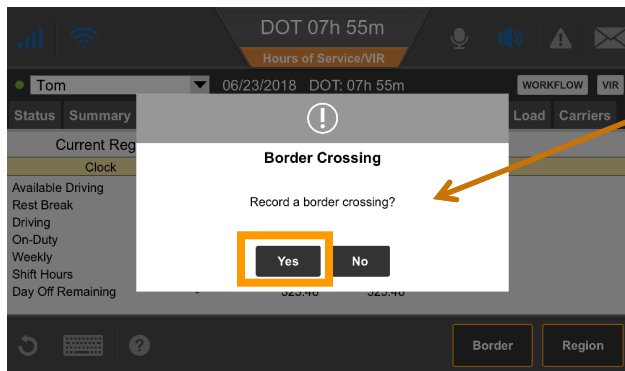 DOT 07h 55m
Hours of Service/VIR
Tom 06/23/2018 DOT: 07h 55m WORKFLOW VIR
Status Summary Load Carriers
Current Reg
Clock
Border Crossing
Record a border crossing?
Yes No
Available Driving
Rest Break
Driving
On-Duty
Weekly
Shift Hours
Day Off Remaining -
Border Region